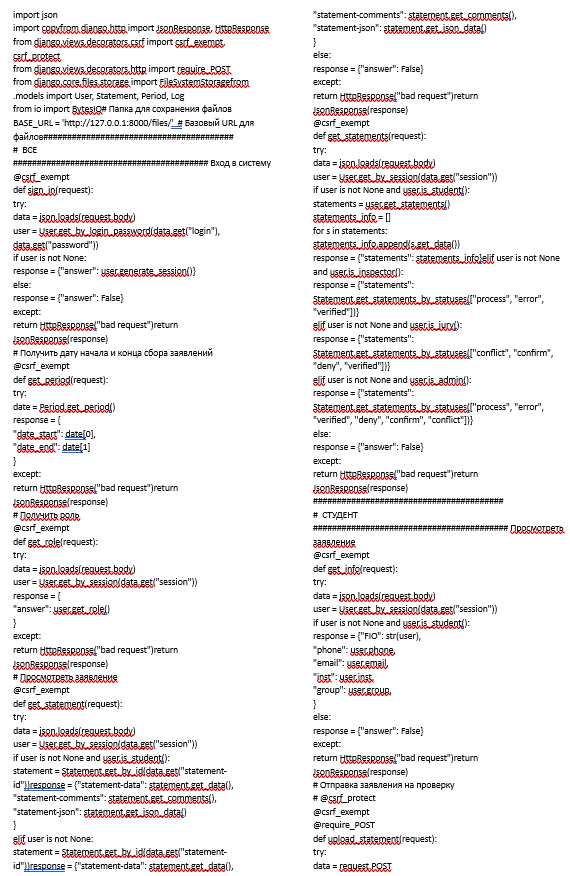 import json
import copyfrom django.http import JsonResponse, HttpResponse
from django.views.decorators.csrf import csrf_exempt,
csrf_protect
from django.views.decorators.http import require_POST
from django.core.files.storage import FileSystemStoragefrom
.models import User, Statement, Period, Log
from io import BytesIO# Папка для сохранения файлов
BASE_URL = 'http://127.0.0.1:8000/files/' # Базовый URL для
файлов########################################
# ВСЕ
######################################## Вход в систему
@csrf_exempt
def sign_in(request):
try:
data = json.loads(request.body)
user = User.get_by_login_password(data.get("login"),
data.get("password"))
if user is not None:
response = {"answer": user.generate_session()}
else:
response = {"answer": False}
except:
return HttpResponse("bad request")return
JsonResponse(response)
# Получить дату начала и конца сбора заявлений
@csrf_exempt
def get_period(request):
try:
date = Period.get_period()
response = {
"date_start": date[0],
"date_end": date[1]
}
except:
return HttpResponse("bad request")return
JsonResponse(response)
# Получить роль
@csrf_exempt
def get_role(request):
try:
data = json.loads(request.body)
user = User.get_by_session(data.get("session"))
response = {
"answer": user.get_role()
}
except:
return HttpResponse("bad request")return
JsonResponse(response)
# Просмотреть заявление
@csrf_exempt
def get_statement(request):
try:
data = json.loads(request.body)
user = User.get_by_session(data.get("session"))
if user is not None and user.is_student():
statement = Statement.get_by_id(data.get("statement-
id"))response = {"statement-data": statement.get_data(),
"statement-comments": statement.get_comments(),
"statement-json": statement.get_json_data()
}
elif user is not None:
statement = Statement.get_by_id(data.get("statement-
id"))response = {"statement-data": statement.get_data(),
"statement-comments": statement.get_comments(),
"statement-json": statement.get_json_data()
}
else:
response = {"answer": False}
except:
return HttpResponse("bad request")return
JsonResponse(response)
@csrf_exempt
def get_statements(request):
try:
data = json.loads(request.body)
user = User.get_by_session(data.get("session"))
if user is not None and user.is_student():
statements = user.get_statements()
statements_info = []
for s in statements:
statements_info.append(s.get_data())
response = {"statements": statements_info}elif user is not None
and user.is_inspector():
response = {"statements":
Statement.get_statements_by_statuses(["process", "error",
"verified"])}
elif user is not None and user.is_jury():
response = {"statements":
Statement.get_statements_by_statuses(["conflict", "confirm",
"deny", "verified"])}
elif user is not None and user.is_admin():
response = {"statements":
Statement.get_statements_by_statuses(["process", "error",
"verified", "deny", "confirm", "conflict"])}
else:
response = {"answer": False}
except:
return HttpResponse("bad request")return
JsonResponse(response)
########################################
# СТУДЕНТ
######################################## Просмотреть
заявление
@csrf_exempt
def get_info(request):
try:
data = json.loads(request.body)
user = User.get_by_session(data.get("session"))
if user is not None and user.is_student():
response = {"FIO": str(user),
"phone": user.phone,
"email": user.email,
"inst": user.inst,
"group": user.group,
}
else:
response = {"answer": False}
except:
return HttpResponse("bad request")return
JsonResponse(response)
# Отправка заявления на проверку
# @csrf_protect
@csrf_exempt
@require_POST
def upload_statement(request):
try:
data = request.POST